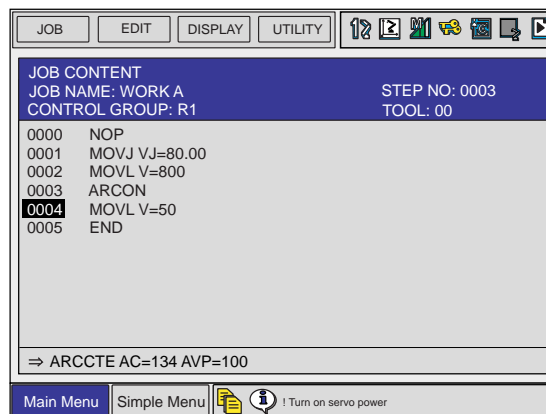 JOB EDIT DISPLAY UTILITY
JOB CONTENT
JOB NAME: WORK A STEP NO: 0003
CONTROL GROUP: R1 TOOL: 00
0000 NOP
0001 MOVJ VJ=80.00
0002 MOVL V=800
0003 ARCON
0004 MOVL V=50
0005 END
⇒ ARCCTE AC=134 AVP=100
Main Menu Simple Menu ! Turn on servo power